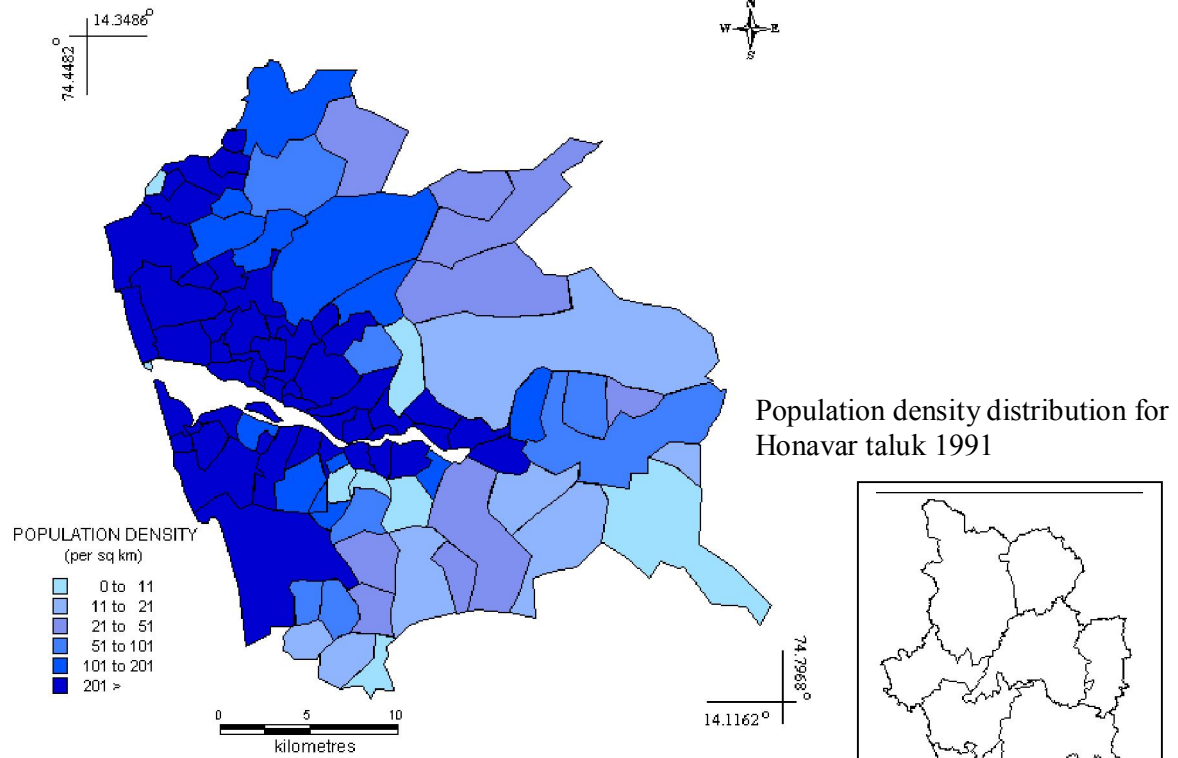 14.3486°
74.4482°
N
W E
S
Population density distribution for
Honavar taluk 1991
POPULATION DENSITY
(per sq km)
0 to 11
11 to 21
21 to 51
51 to 101
101 to 201
201 >
74.7968°
14.1162°
0 5 10
kilometres